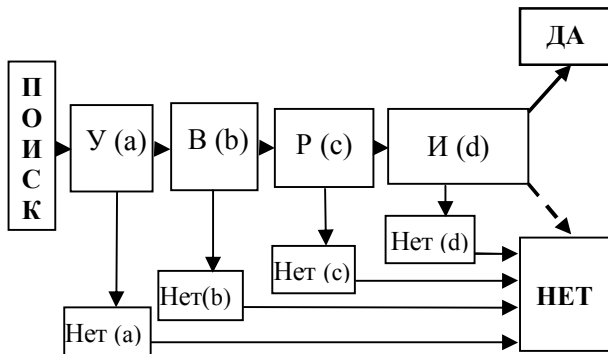 ДА
П
О
И
С
К
У (a)
В (b)
Р (c)
И (d)
Нет (d)
Нет (c)
Нет(b)
Нет (a)
НЕТ